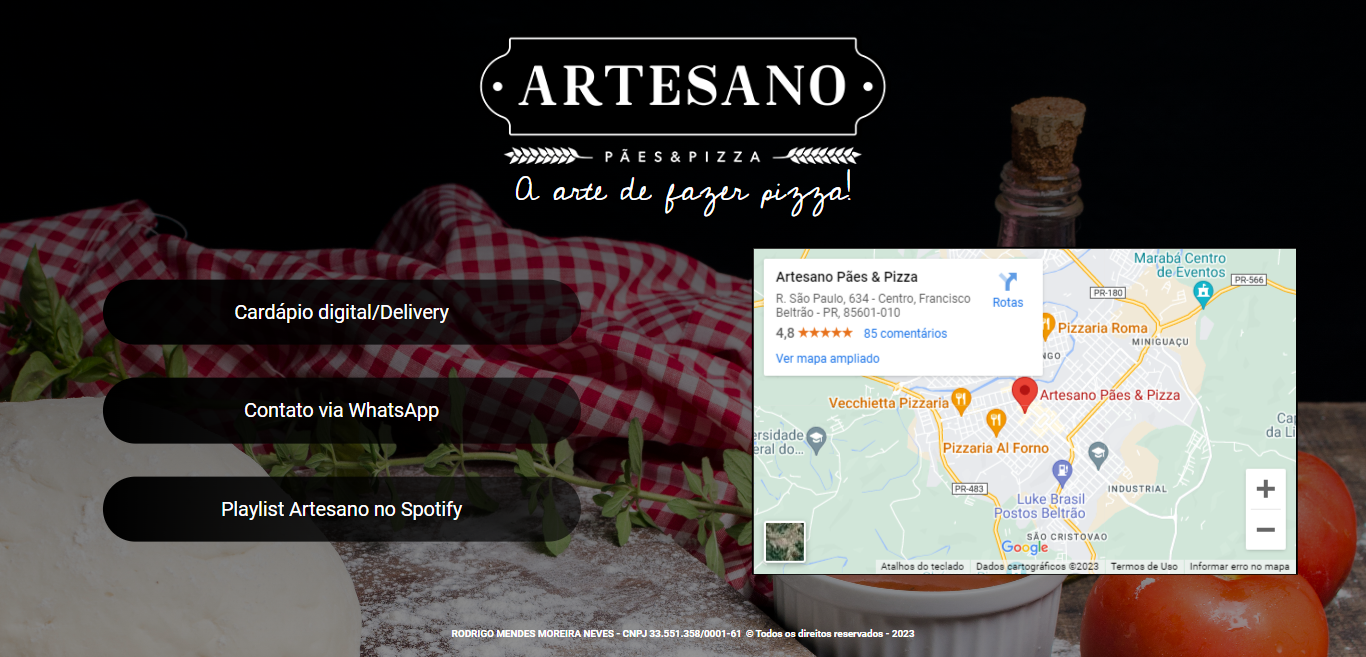 ARTESANO
PÃES&PIZZA
A arte de fazer pizza!
Cardápio digital/Delivery
Contato via WhatsApp
Playlist Artesano no Spotify
Artesano Pães & Pizza
R. São Paulo, 634 - Centro, Francisco
Beltrão - PR, 85601-010
4,8 85 comentários
Ver mapa ampliado
Rotas
Marabá Centro
de Eventos
PR-566
PR-180
Pizzaria Roma
MINIGUAÇU
NGO
Artesano Pães & Pizza
Vecchietta Pizzaria
Pizzaria Al Forno
ersidade
eral do...
Cap
da Li
PR-483
INDUSTRIAL
Luke Brasil
Postos Beltrão
SÃO CRISTOVAO
Google
+
−
Atalhos do teclado Dados cartográficos ©2023 Termos de Uso Informar erro no mapa
RODRIGO MENDES MOREIRA NEVES - CNPJ 33.551.358/0001-61 © Todos os direitos reservados - 2023